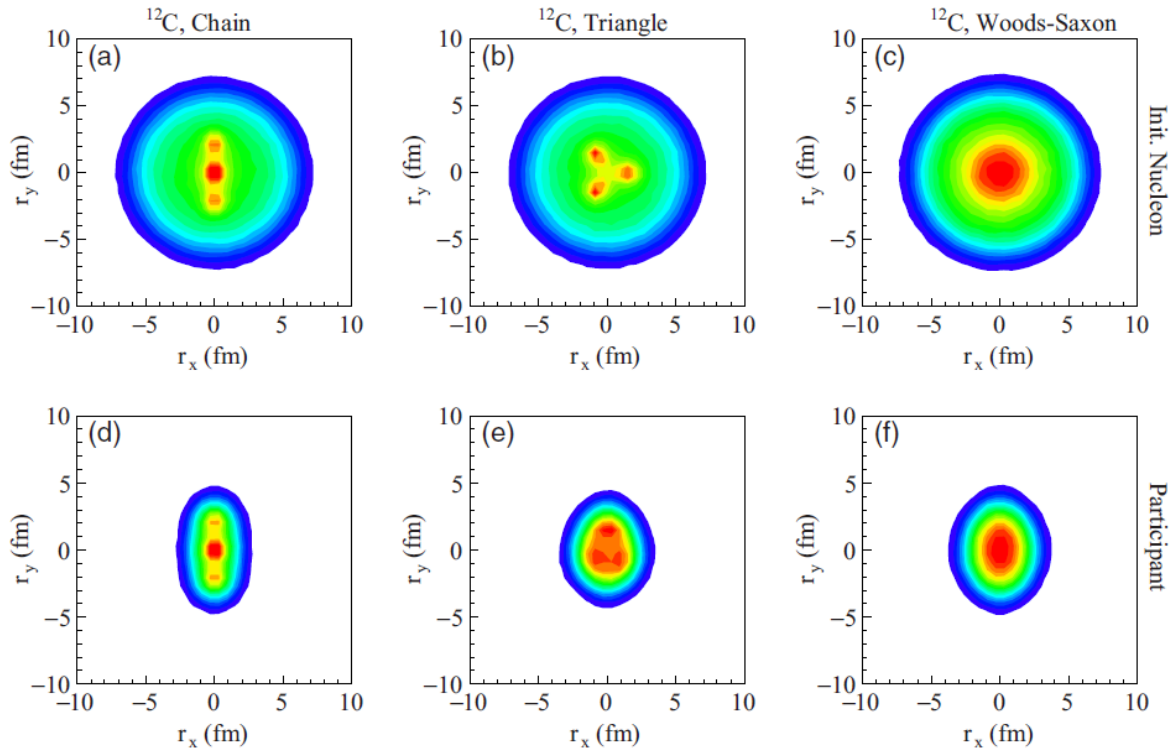 ¹²C, Chain
¹²C, Triangle
¹²C, Woods-Saxon
(a)
10
5
0
−5
−10
r_y (fm)
−10 −5 0 5 10
r_x (fm)
(b)
10
5
0
−5
−10
r_y (fm)
−10 −5 0 5 10
r_x (fm)
(c)
10
5
0
−5
−10
r_y (fm)
−10 −5 0 5 10
r_x (fm)
Init. Nucleon
(d)
10
5
0
−5
−10
r_y (fm)
−10 −5 0 5 10
r_x (fm)
(e)
10
5
0
−5
−10
r_y (fm)
−10 −5 0 5 10
r_x (fm)
(f)
10
5
0
−5
−10
r_y (fm)
−10 −5 0 5 10
r_x (fm)
Participant